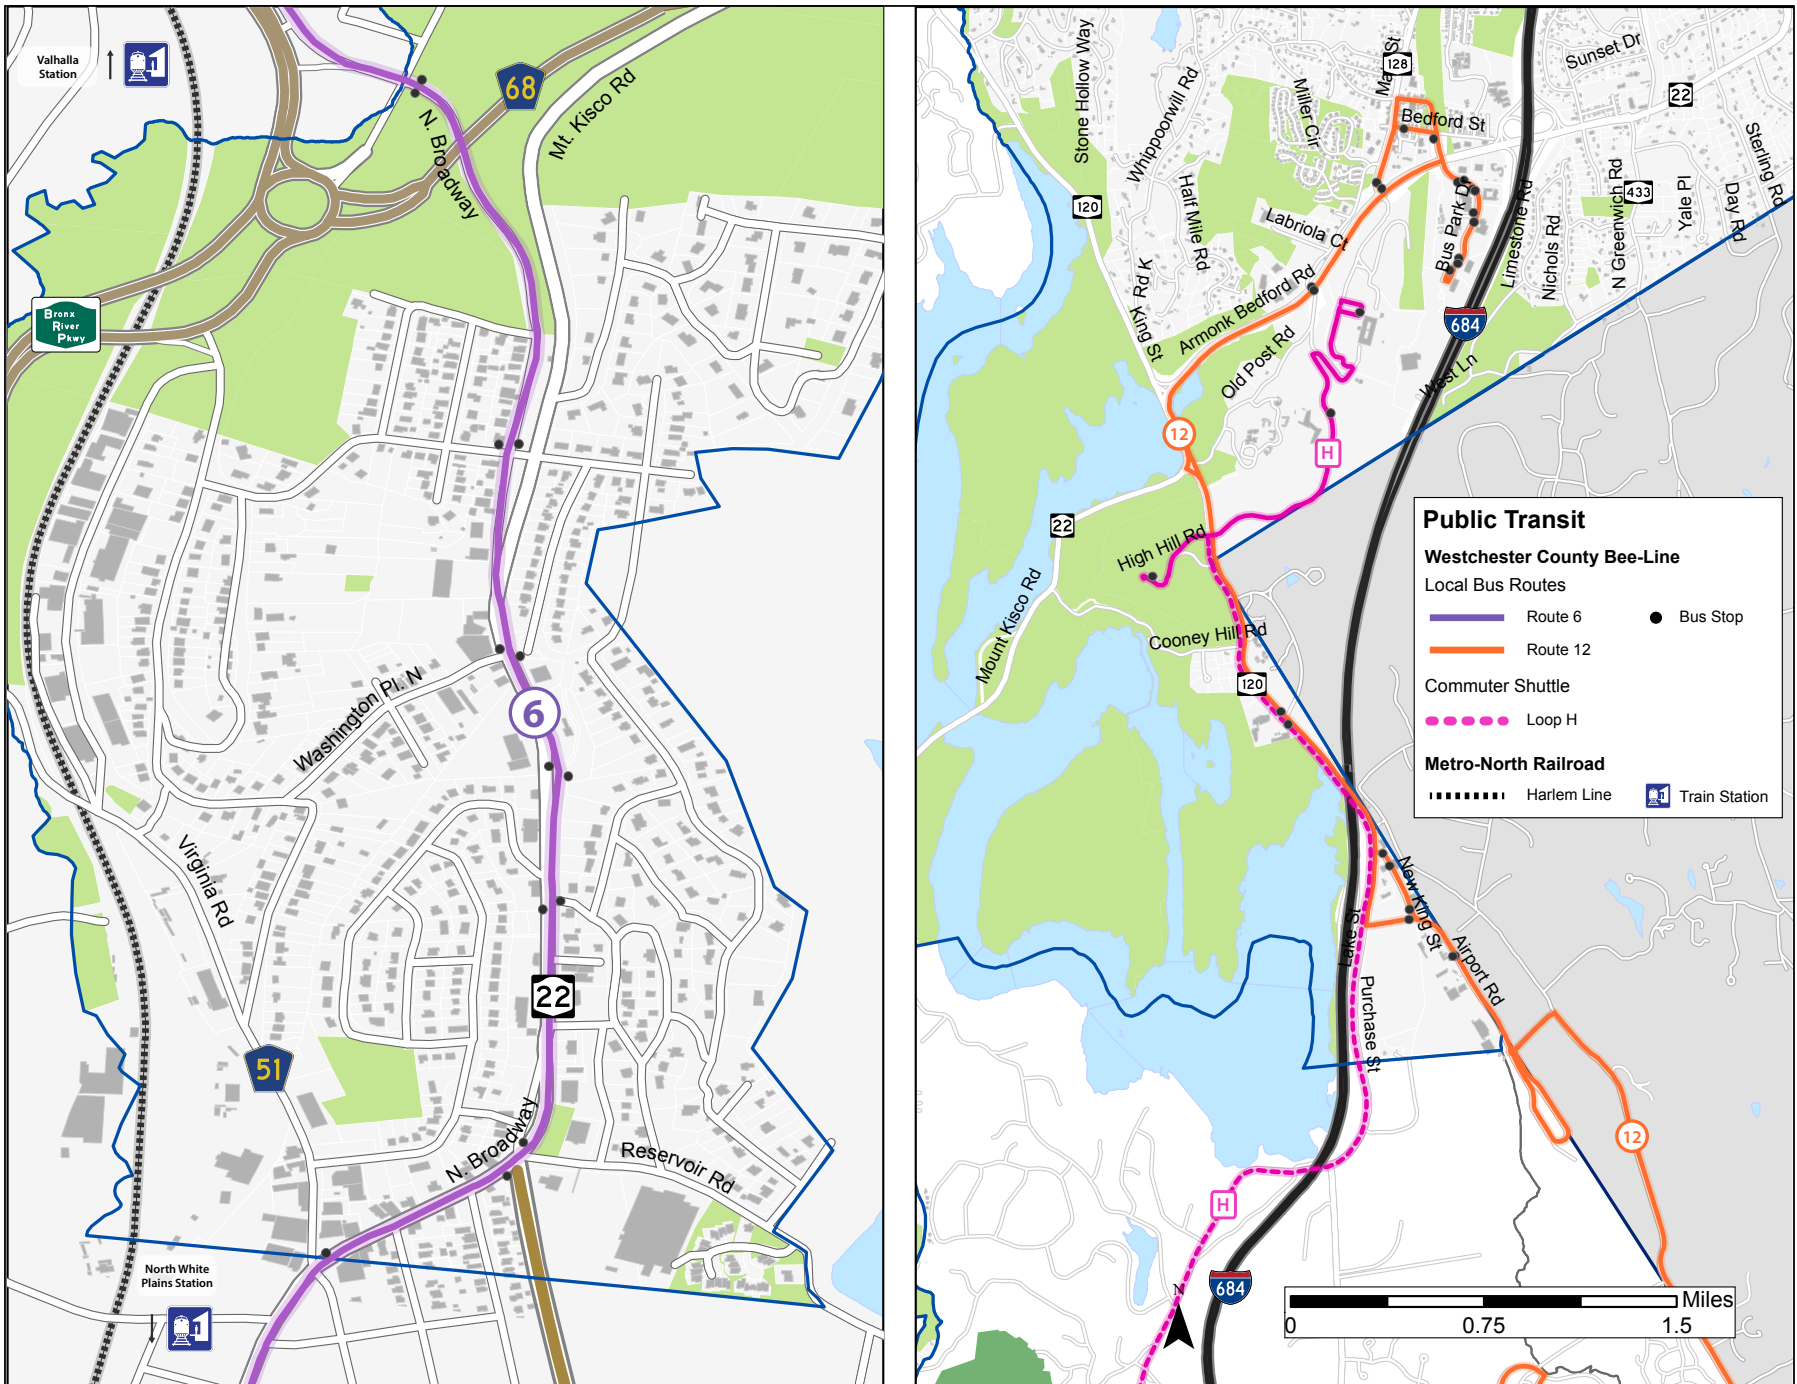 Valhalla
Station
68
Mt. Kisco Rd
N. Broadway
Bronx
River
Pkwy
Washington Pl. N
6
Virginia Rd
22
51
N. Broadway
Reservoir Rd
North White
Plains Station
Stone Hollow Way
Whippoorwill Rd
Half Mile Rd
Miller Cir
128
Bedford St
Sunset Dr
22
Sterling Rd
120
433
N Greenwich Rd
Yale Pl
Day Rd
Labriola Ct
Limestone Rd
Nichols Rd
King St
Armonk Bedford Rd
Old Post Rd
684
West Ln
12
H
22
High Hill Rd
Mount Kisco Rd
Cooney Hill Rd
120
Public Transit
Westchester County Bee-Line
Local Bus Routes
Route 6
Bus Stop
Route 12
Commuter Shuttle
Loop H
Metro-North Railroad
Harlem Line
Train Station
New King St
Lake St
Airport Rd
Purchase St
12
H
684
N
Miles
0 0.75 1.5